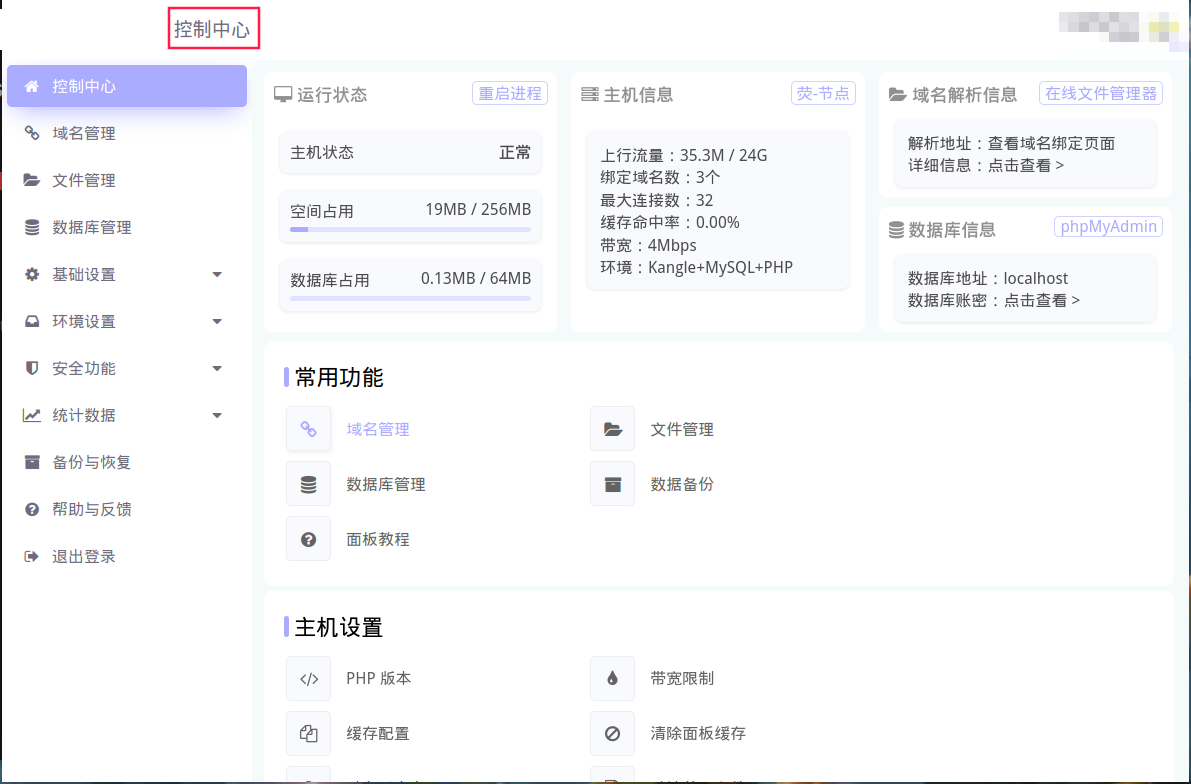 控制中心
控制中心
域名管理
文件管理
数据库管理
基础设置
环境设置
安全功能
统计数据
备份与恢复
帮助与反馈
退出登录
运行状态 重启进程
主机状态 正常
空间占用 19MB / 256MB
数据库占用 0.13MB / 64MB
主机信息 荧-节点
上行流量：35.3M / 24G
绑定域名数：3个
最大连接数：32
缓存命中率：0.00%
带宽：4Mbps
环境：Kangle+MySQL+PHP
域名解析信息 在线文件管理器
解析地址：查看域名绑定页面
详细信息：点击查看 >
数据库信息 phpMyAdmin
数据库地址：localhost
数据库账密：点击查看 >
常用功能
域名管理 文件管理
数据库管理 数据备份
面板教程
主机设置
PHP 版本 带宽限制
缓存配置 清除面板缓存